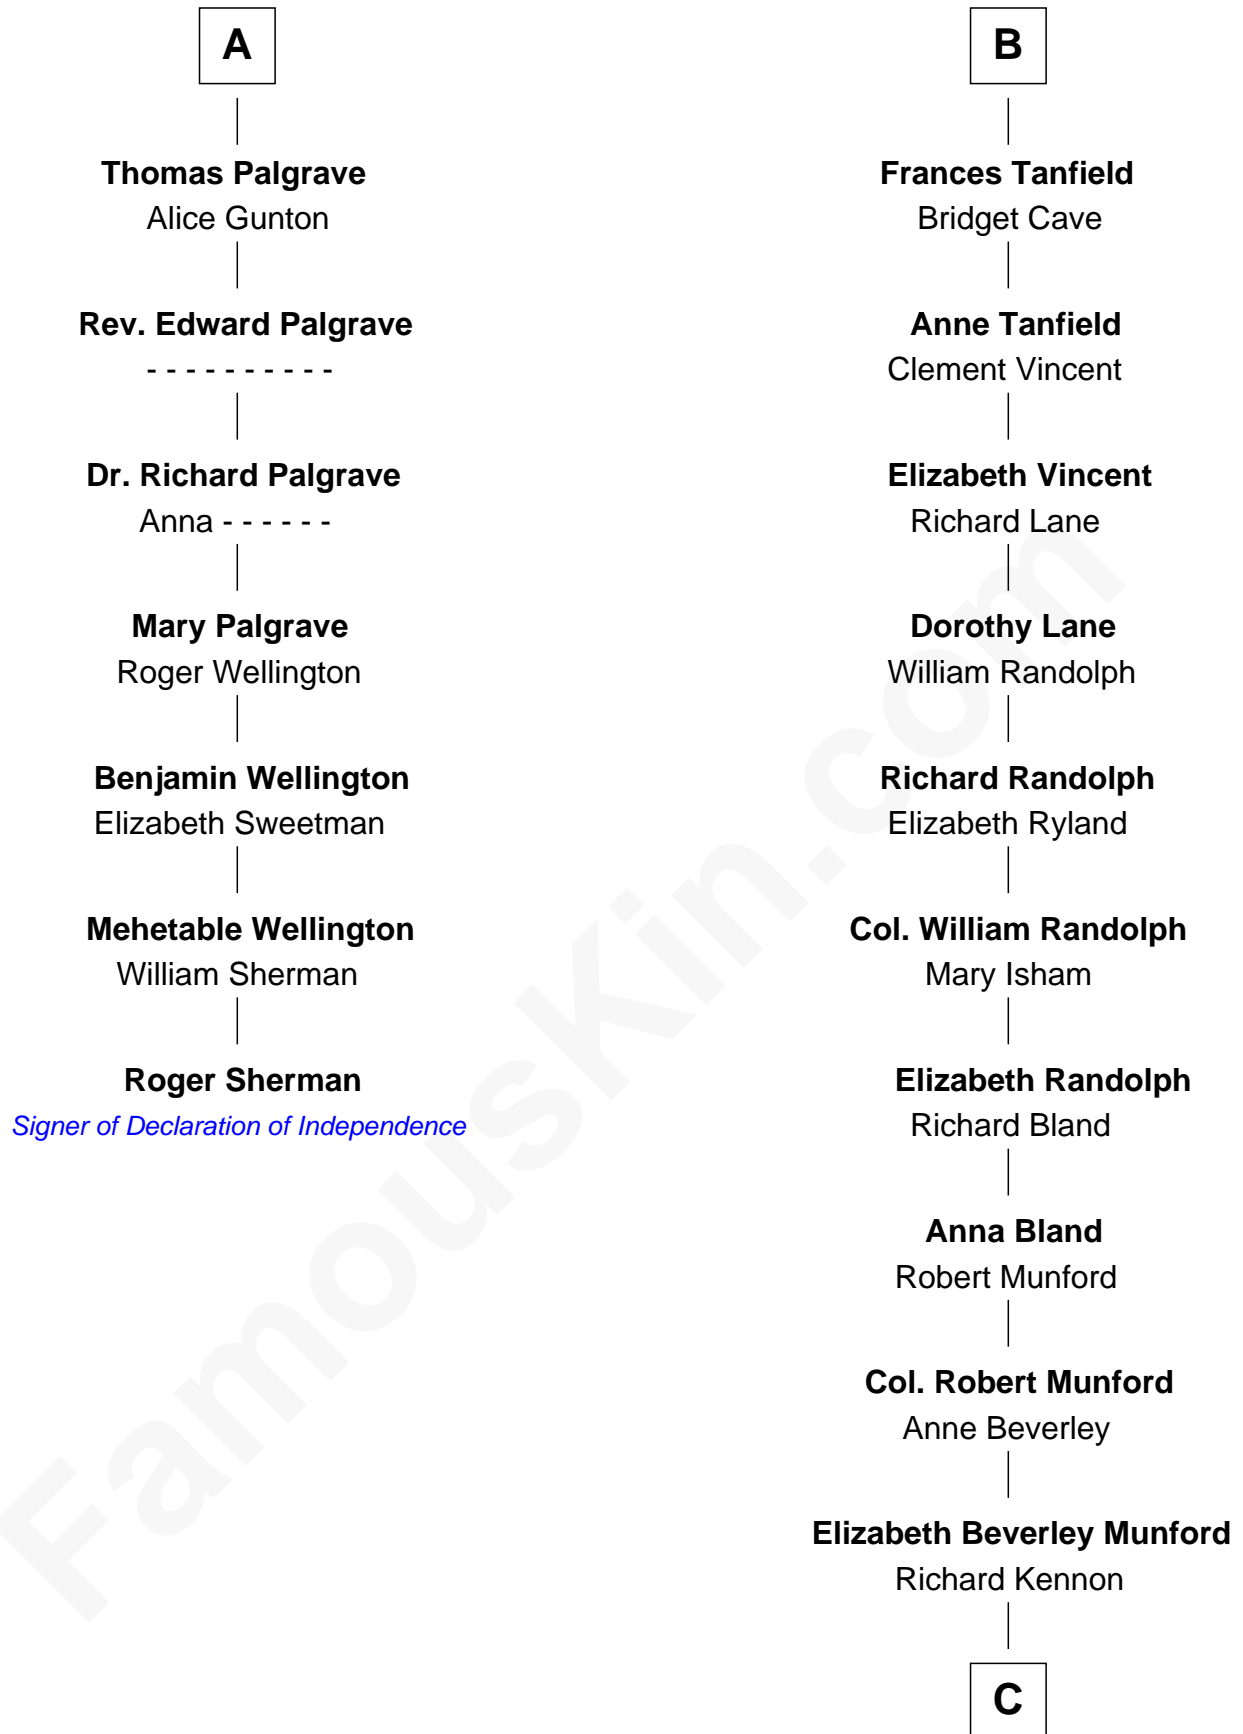 A
Thomas Palgrave
Alice Gunton
Rev. Edward Palgrave
- - - - - - - - - -
Dr. Richard Palgrave
Anna - - - - - -
Mary Palgrave
Roger Wellington
Benjamin Wellington
Elizabeth Sweetman
Mehetable Wellington
William Sherman
Roger Sherman
Signer of Declaration of Independence
B
Frances Tanfield
Bridget Cave
Anne Tanfield
Clement Vincent
Elizabeth Vincent
Richard Lane
Dorothy Lane
William Randolph
Richard Randolph
Elizabeth Ryland
Col. William Randolph
Mary Isham
Elizabeth Randolph
Richard Bland
Anna Bland
Robert Munford
Col. Robert Munford
Anne Beverley
Elizabeth Beverley Munford
Richard Kennon
C
FamousKin.com